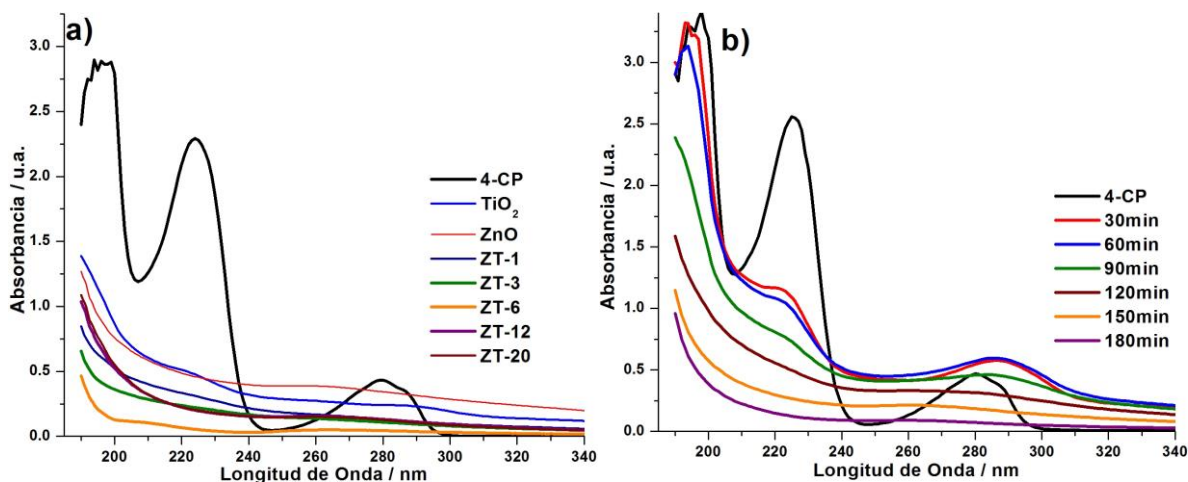 a)
3.0
2.5
2.0
1.5
1.0
0.5
0.0
Absorbancia / u.a.
4-CP
TiO₂
ZnO
ZT-1
ZT-3
ZT-6
ZT-12
ZT-20
200 220 240 260 280 300 320 340
Longitud de Onda / nm
b)
3.0
2.5
2.0
1.5
1.0
0.5
0.0
Absorbancia / u.a.
4-CP
30min
60min
90min
120min
150min
180min
200 220 240 260 280 300 320 340
Longitud de Onda / nm